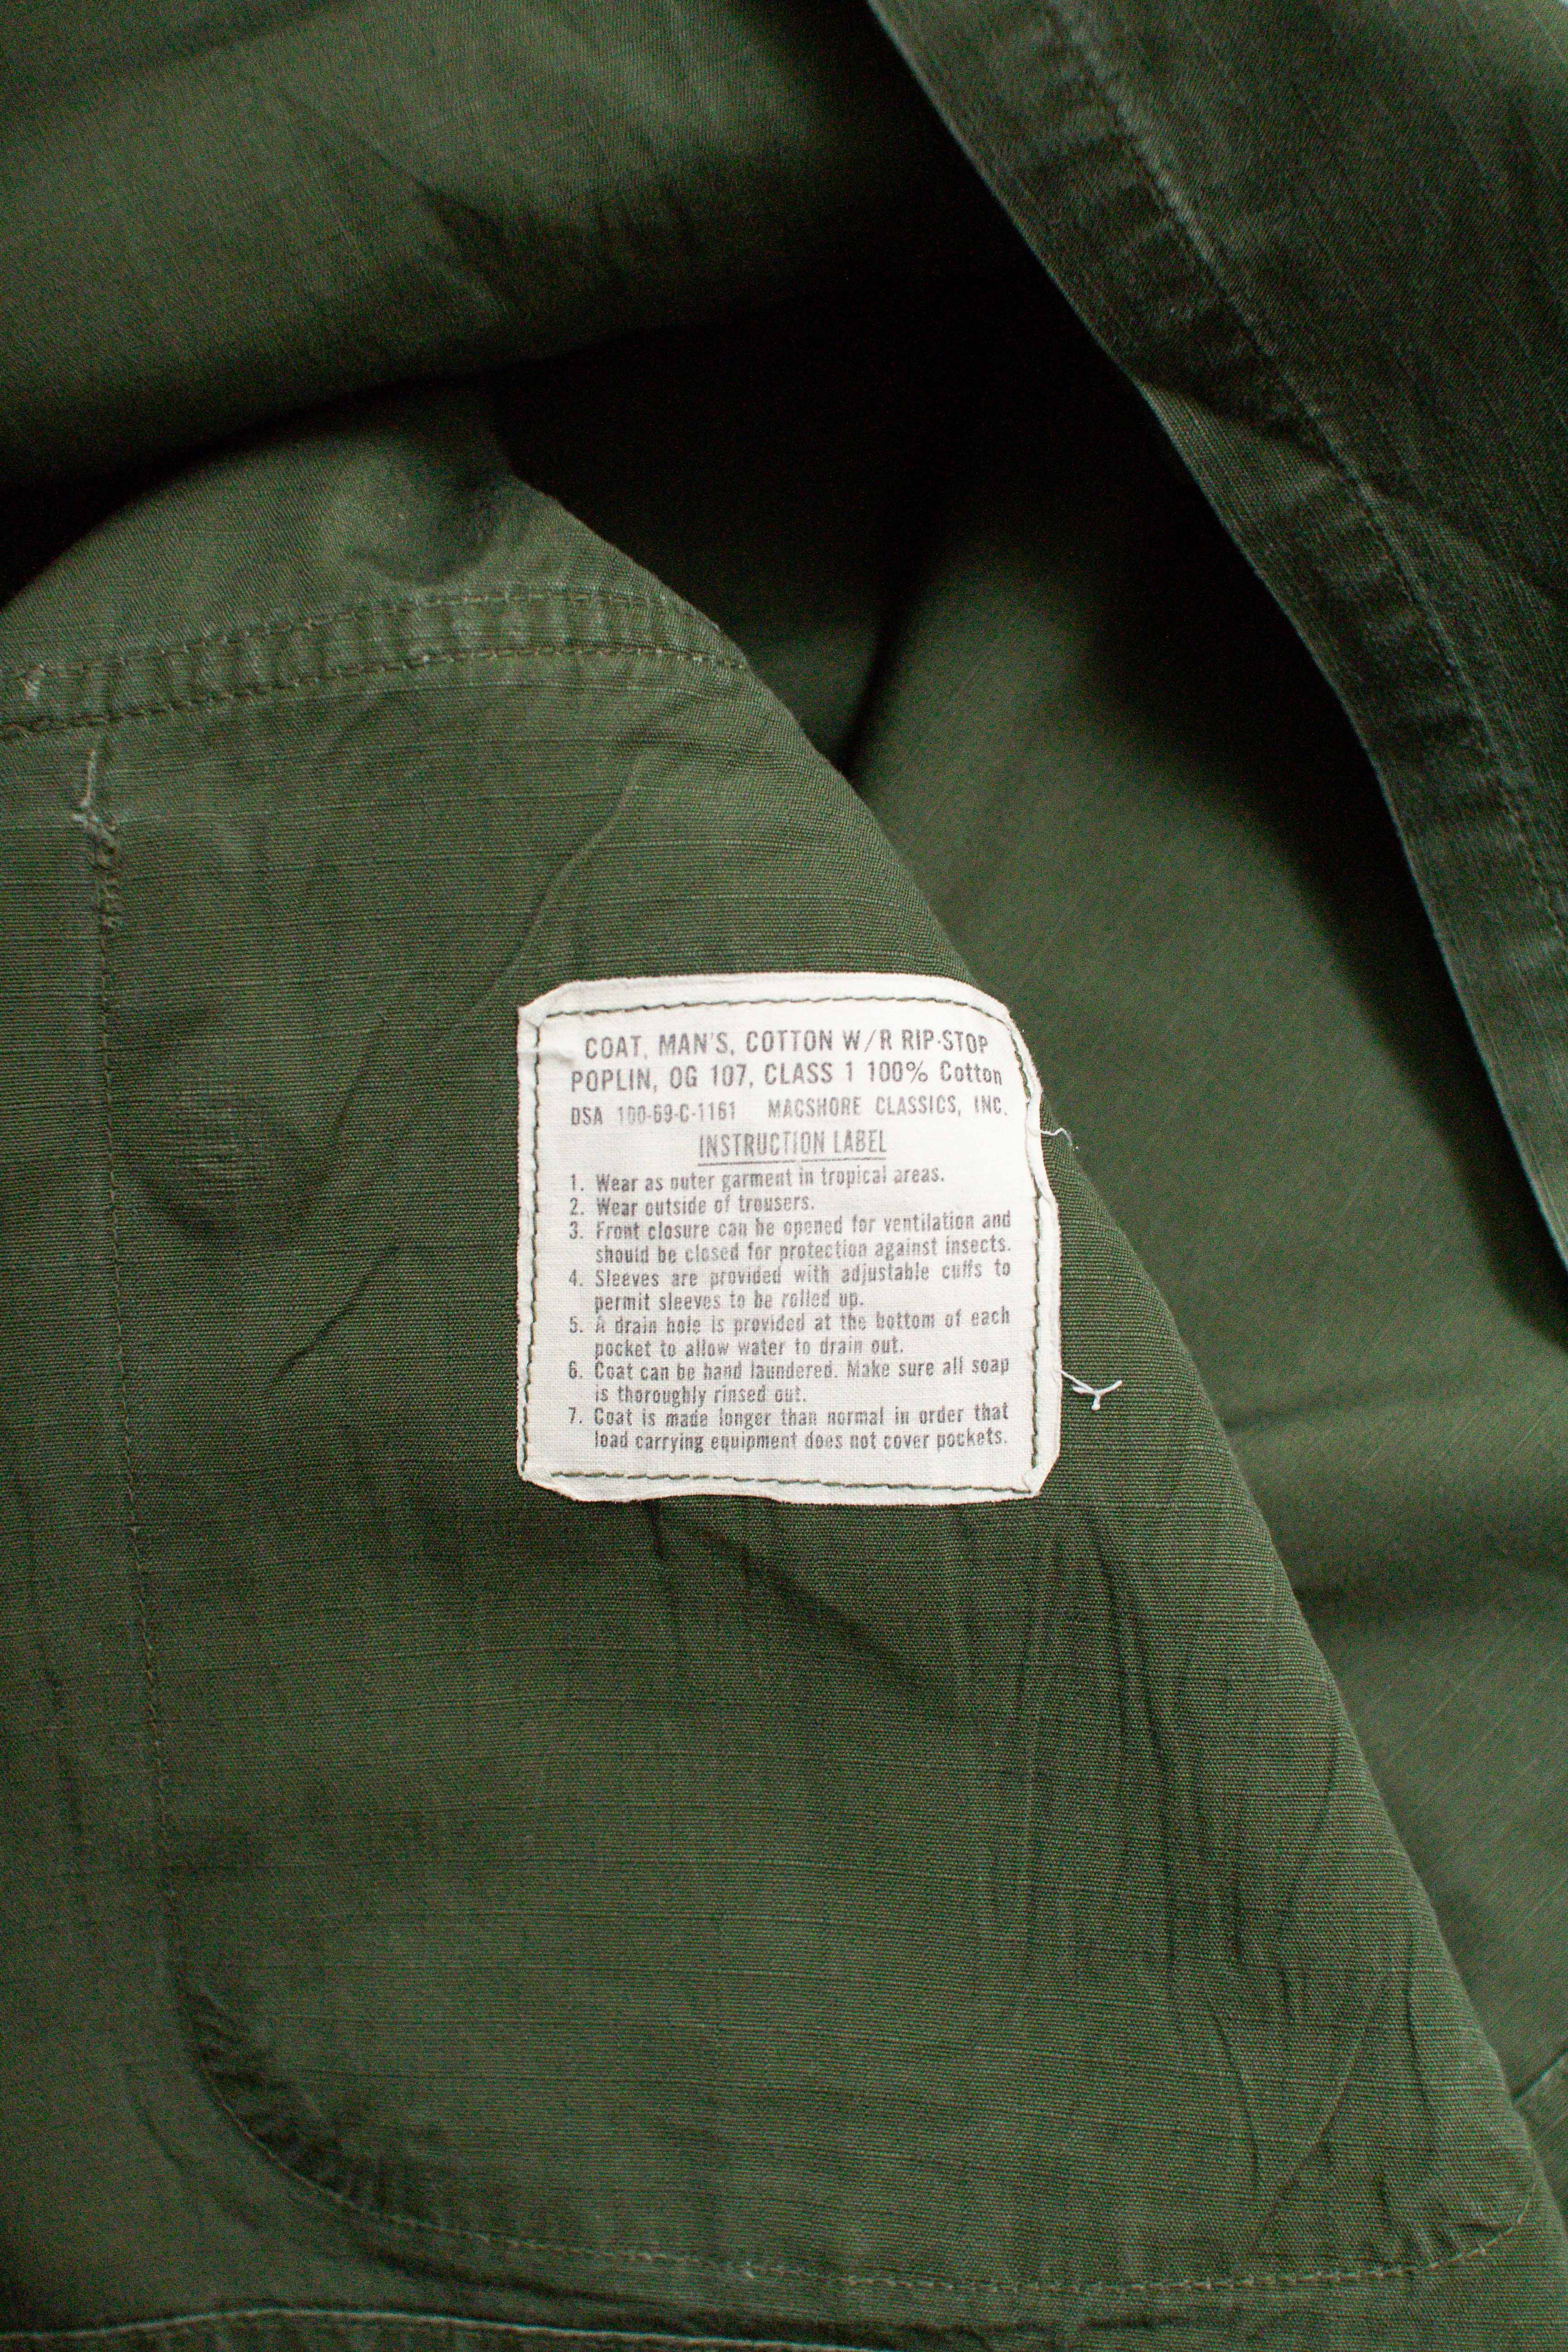 COAT, MAN'S, COTTON W/R RIP-STOP
POPLIN, OG 107, CLASS 1 100% Cotton
DSA 100-69-C-1161 MACSHORE CLASSICS, INC.
INSTRUCTION LABEL
1. Wear as outer garment in tropical areas.
2. Wear outside of trousers.
3. Front closure can be opened for ventilation and
should be closed for protection against insects.
4. Sleeves are provided with adjustable cuffs to
permit sleeves to be rolled up.
5. A drain hole is provided at the bottom of each
pocket to allow water to drain out.
6. Coat can be hand laundered. Make sure all soap
is thoroughly rinsed out.
7. Coat is made longer than normal in order that
load carrying equipment does not cover pockets.